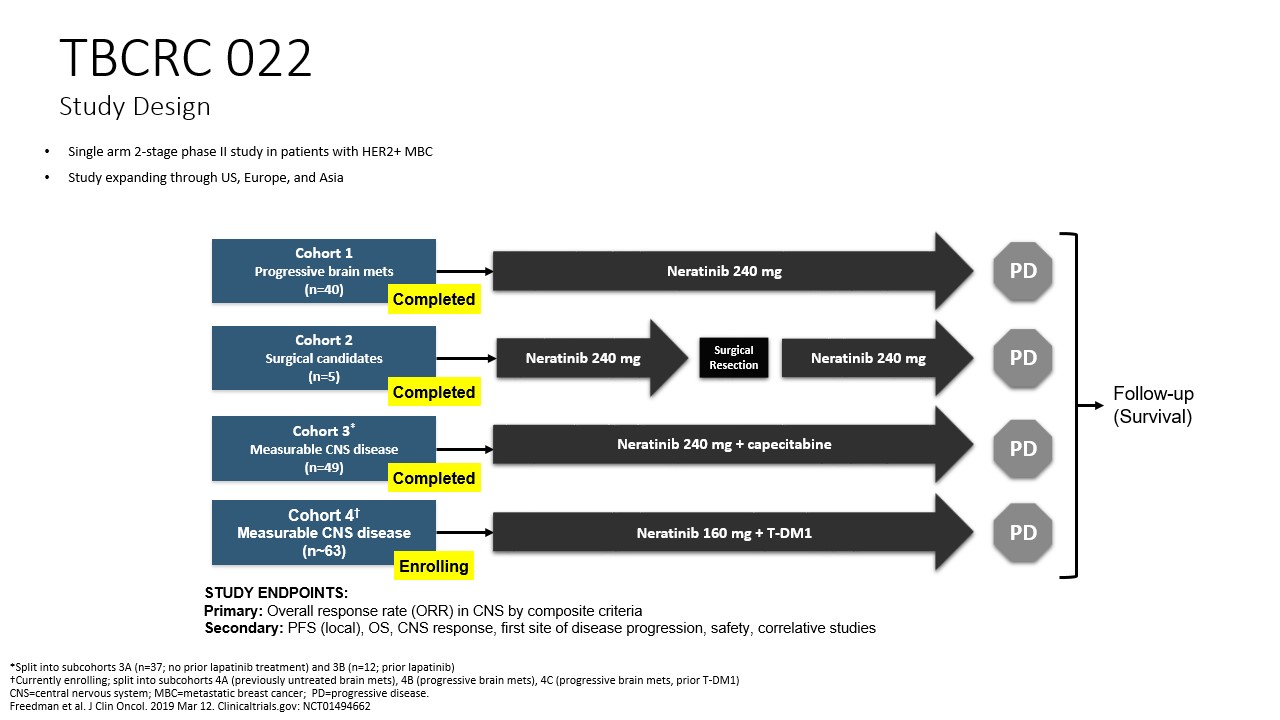 TBCRC 022
Study Design
• Single arm 2-stage phase II study in patients with HER2+ MBC
• Study expanding through US, Europe, and Asia
Cohort 1
Progressive brain mets
(n=40)
Completed
Neratinib 240 mg
PD
Cohort 2
Surgical candidates
(n=5)
Completed
Neratinib 240 mg
Surgical
Resection
Neratinib 240 mg
PD
Cohort 3*
Measurable CNS disease
(n=49)
Completed
Neratinib 240 mg + capecitabine
PD
Cohort 4†
Measurable CNS disease
(n~63)
Enrolling
Neratinib 160 mg + T-DM1
PD
Follow-up
(Survival)
STUDY ENDPOINTS:
Primary: Overall response rate (ORR) in CNS by composite criteria
Secondary: PFS (local), OS, CNS response, first site of disease progression, safety, correlative studies
*Split into subcohorts 3A (n=37; no prior lapatinib treatment) and 3B (n=12; prior lapatinib)
†Currently enrolling; split into subcohorts 4A (previously untreated brain mets), 4B (progressive brain mets), 4C (progressive brain mets, prior T-DM1)
CNS=central nervous system; MBC=metastatic breast cancer; PD=progressive disease.
Freedman et al. J Clin Oncol. 2019 Mar 12. Clinicaltrials.gov: NCT01494662